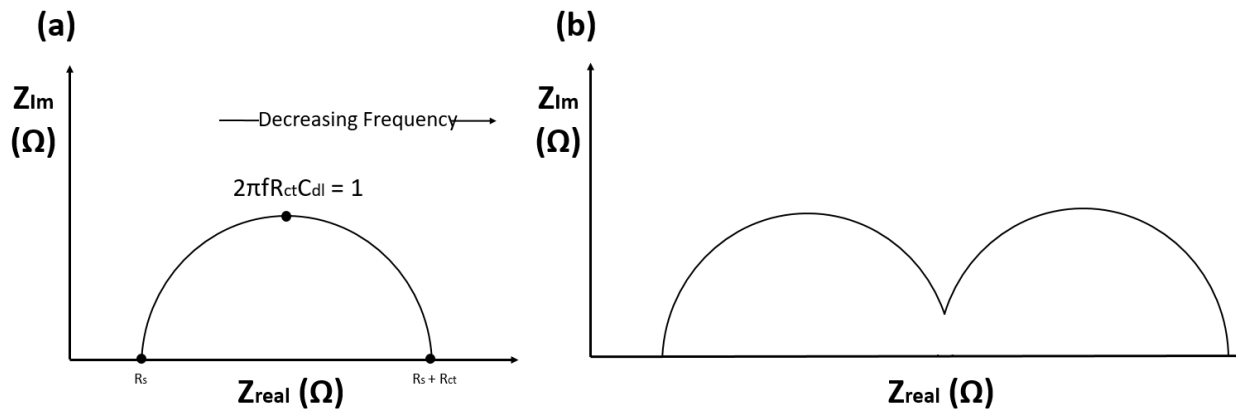 (a)
ZIm
(Ω)
Decreasing Frequency
2πfRctCdl = 1
Rs
Rs + Rct
Zreal (Ω)
(b)
ZIm
(Ω)
Zreal (Ω)